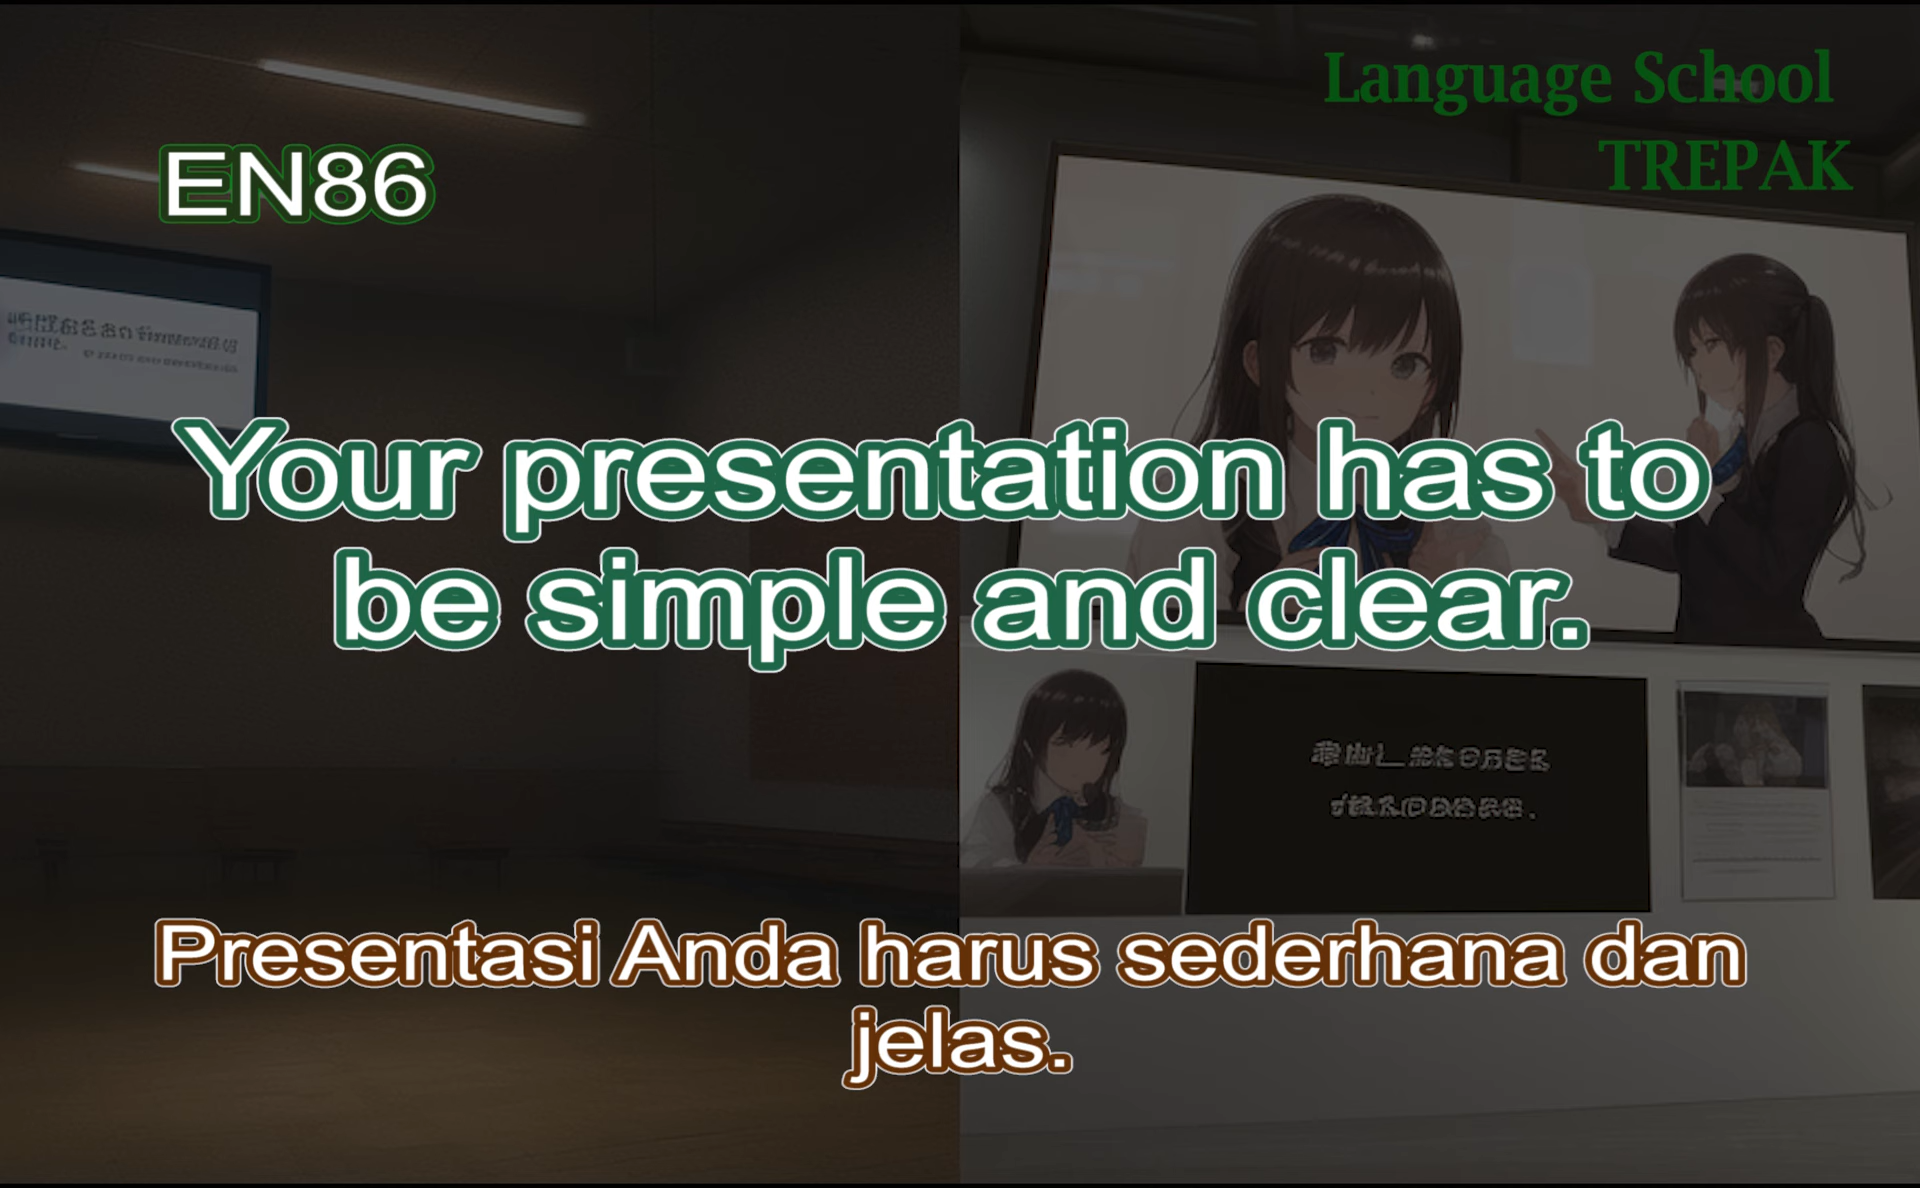 Language School
TREPAK
EN86
Your presentation has to
be simple and clear.
Presentasi Anda harus sederhana dan
jelas.